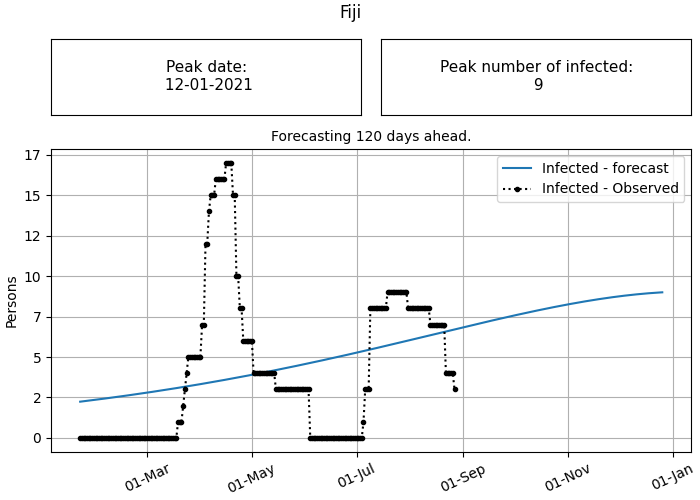 Fiji
Peak date:
12-01-2021
Peak number of infected:
9
Forecasting 120 days ahead.
Infected - forecast
Infected - Observed
Persons
17
15
12
10
7
5
2
0
01-Mar
01-May
01-Jul
01-Sep
01-Nov
01-Jan